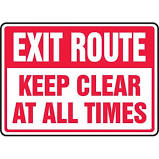 EXIT ROUTE
KEEP CLEAR
AT ALL TIMES